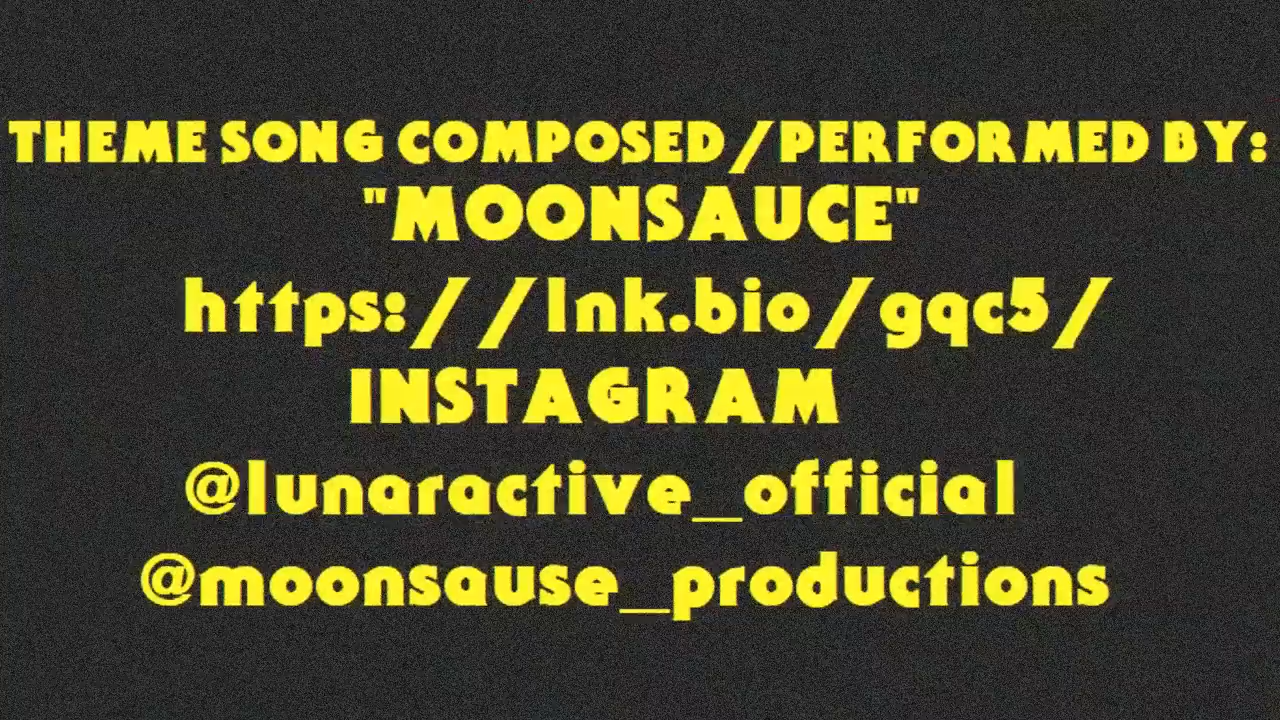 THEME SONG COMPOSED/PERFORMED BY:
"MOONSAUCE"
https://lnk.bio/gqc5/
INSTAGRAM
@lunaractive_official
@moonsause_productions